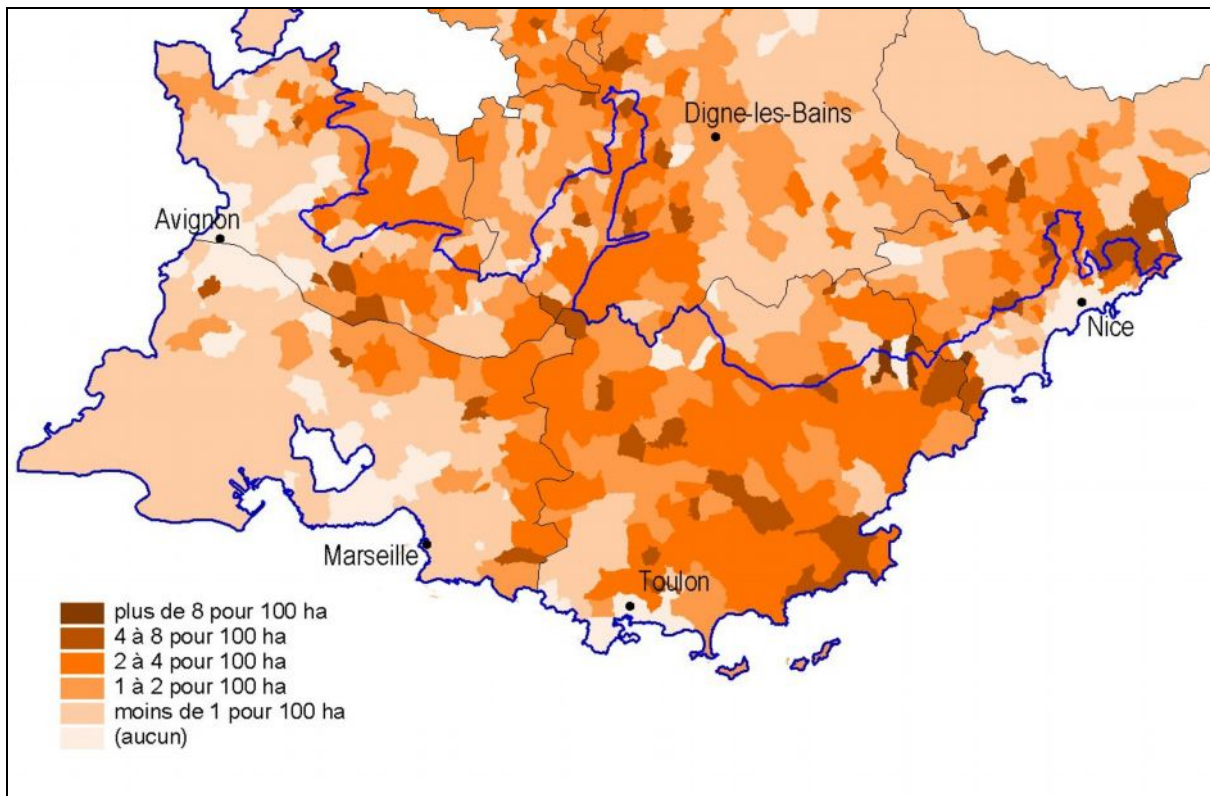 Digne-les-Bains
Avignon
Nice
Marseille
Toulon
plus de 8 pour 100 ha
4 à 8 pour 100 ha
2 à 4 pour 100 ha
1 à 2 pour 100 ha
moins de 1 pour 100 ha
(aucun)